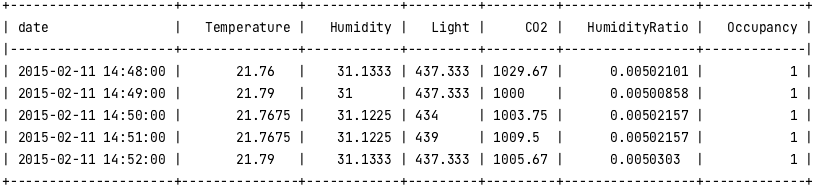 +---------------------+---------------+------------+---------+---------+-----------------+-------------+
| date                |   Temperature |   Humidity |   Light |     CO2 |   HumidityRatio |   Occupancy |
|---------------------+---------------+------------+---------+---------+-----------------+-------------|
| 2015-02-11 14:48:00 |       21.76   |    31.1333 | 437.333 | 1029.67 |      0.00502101 |           1 |
| 2015-02-11 14:49:00 |       21.79   |    31      | 437.333 | 1000    |      0.00500858 |           1 |
| 2015-02-11 14:50:00 |       21.7675 |    31.1225 | 434     | 1003.75 |      0.00502157 |           1 |
| 2015-02-11 14:51:00 |       21.7675 |    31.1225 | 439     | 1009.5  |      0.00502157 |           1 |
| 2015-02-11 14:52:00 |       21.79   |    31.1333 | 437.333 | 1005.67 |      0.0050303  |           1 |
+---------------------+---------------+------------+---------+---------+-----------------+-------------+